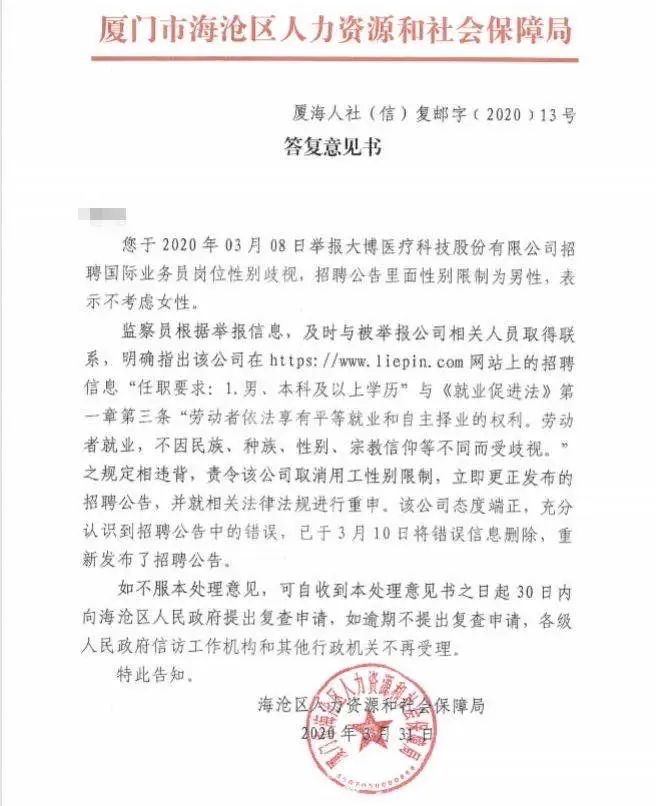 厦门市海沧区人力资源和社会保障局
厦海人社（信）复邮字﹝2020﹞13号
答复意见书
您于2020年03月08日举报大博医疗科技股份有限公司招
聘国际业务员岗位性别歧视，招聘公告里面性别限制为男性，表
示不考虑女性。
监察员根据举报信息，及时与被举报公司相关人员取得联
系，明确指出该公司在https://www.liepin.com网站上的招聘
信息“任职要求：1.男、本科及以上学历”与《就业促进法》第
一章第三条“劳动者依法享有平等就业和自主择业的权利。劳动
者就业，不因民族、种族、性别、宗教信仰等不同而受歧视。”
之规定相违背，责令该公司取消用工性别限制，立即更正发布的
招聘公告，并就相关法律法规进行重申。该公司态度端正，充分
认识到招聘公告中的错误，已于3月10日将错误信息删除，重
新发布了招聘公告。
如不服本处理意见，可自收到本处理意见书之日起30日内
向海沧区人民政府提出复查申请，如逾期不提出复查申请，各级
人民政府信访工作机构和其他行政机关不再受理。
特此告知。
海沧区人力资源和社会保障局
2020年3月31日
厦门市海沧区人力资源和社会保障局